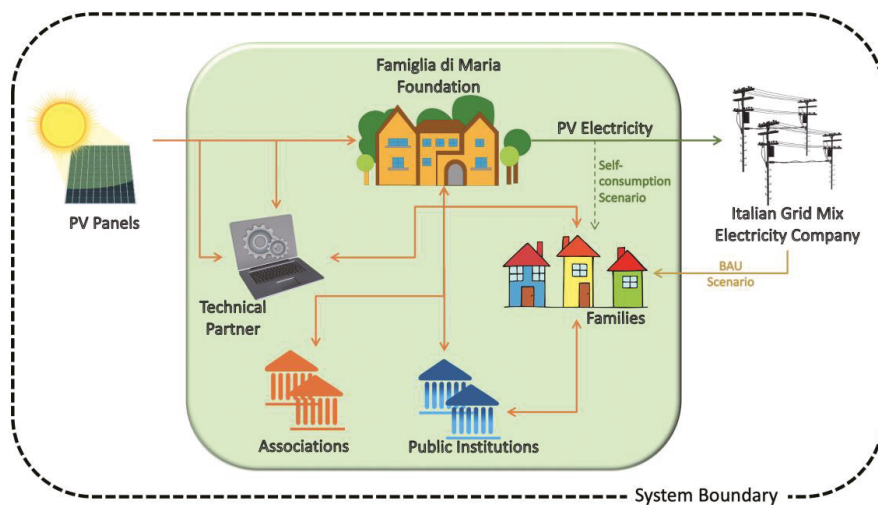 Famiglia di Maria
Foundation
PV Electricity
Self-
consumption
Scenario
PV Panels
Italian Grid Mix
Electricity Company
BAU
Scenario
Technical
Partner
Families
Associations
Public Institutions
System Boundary